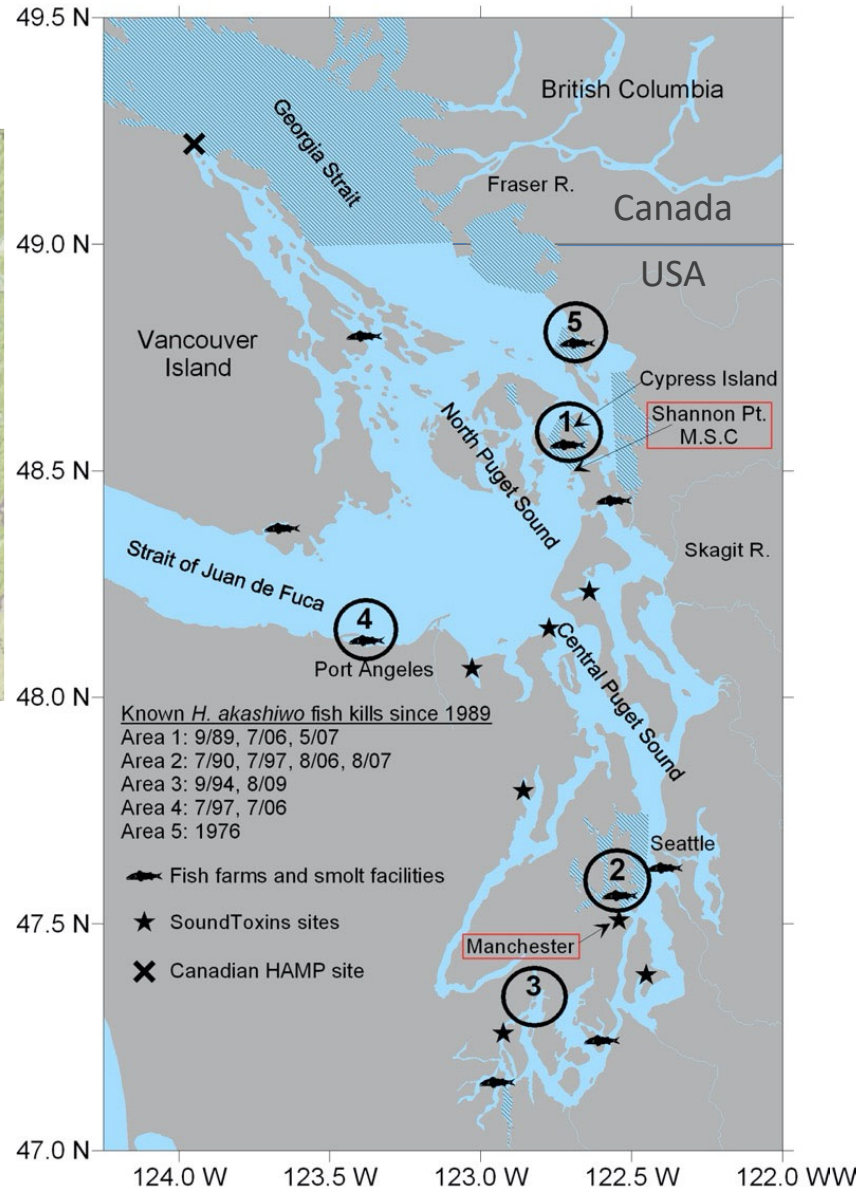 49.5 N
British Columbia
Georgia Strait
Fraser R.
Canada
49.0 N
USA
Vancouver
Island
5
Cypress Island
1
Shannon Pt.
M.S.C
North Puget Sound
48.5 N
Strait of Juan de Fuca
Skagit R.
4
Port Angeles
Central Puget Sound
48.0 N
Known H. akashiwo fish kills since 1989
Area 1: 9/89, 7/06, 5/07
Area 2: 7/90, 7/97, 8/06, 8/07
Area 3: 9/94, 8/09
Area 4: 7/97, 7/06
Area 5: 1976
Seattle
2
Fish farms and smolt facilities
SoundToxins sites
47.5 N
Manchester
Canadian HAMP site
3
47.0 N
124.0 W
123.5 W
123.0 W
122.5 W
122.0 WW